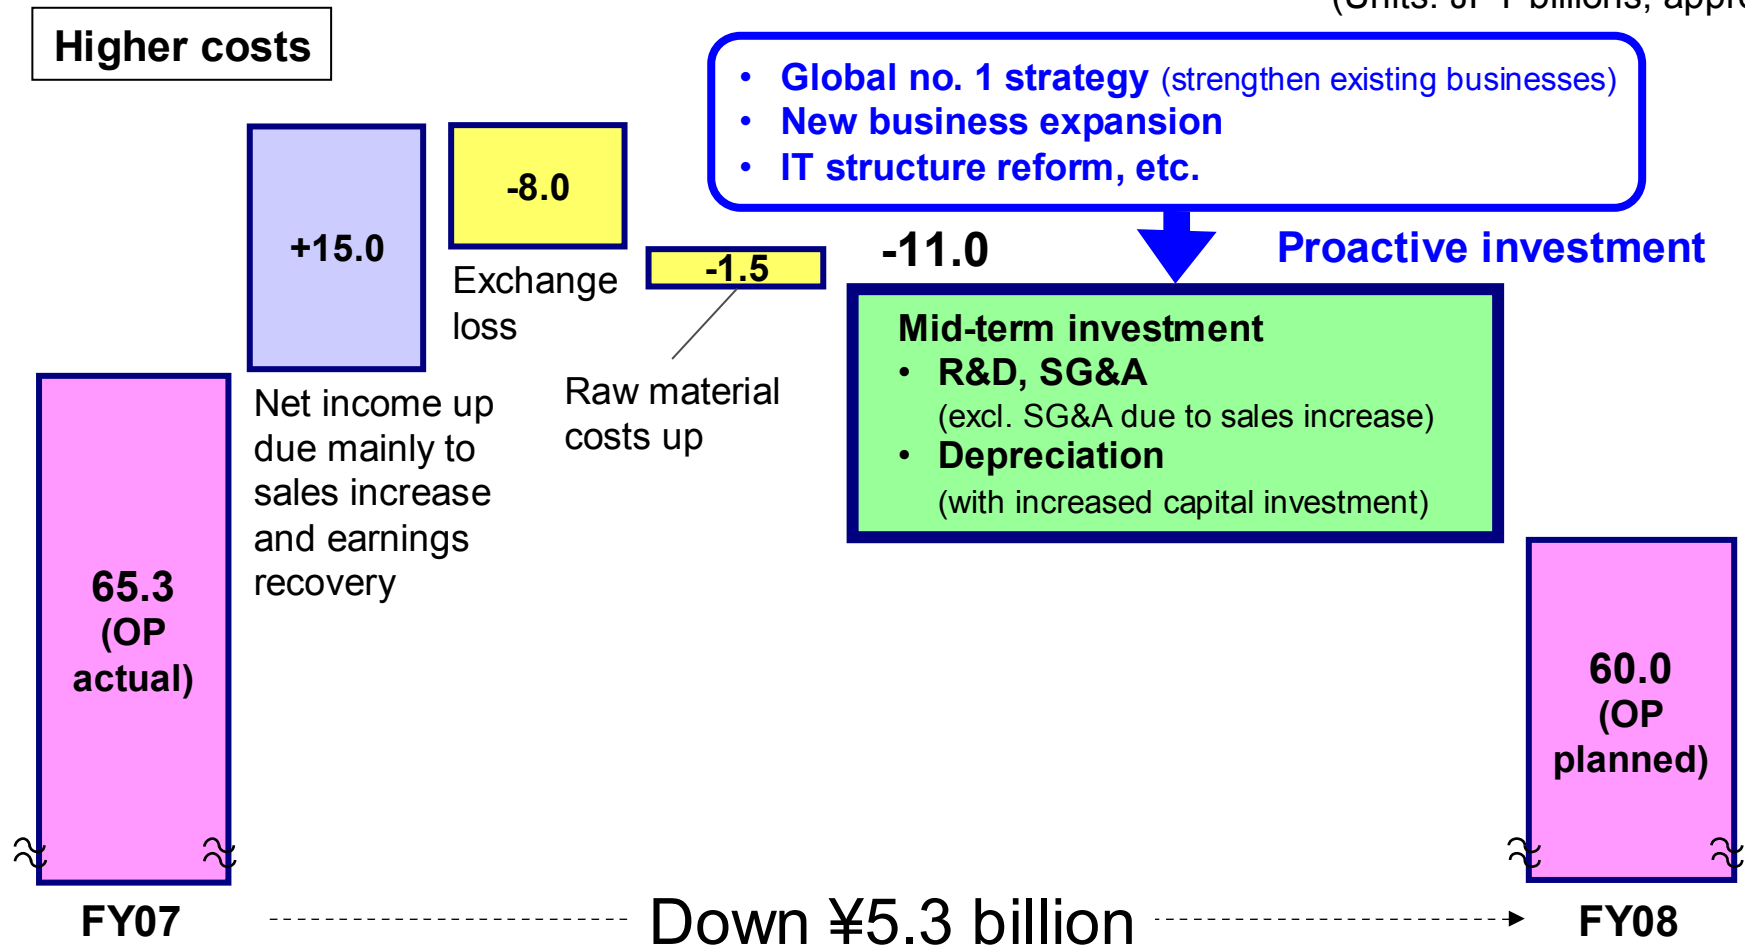 Higher costs
• Global no. 1 strategy (strengthen existing businesses)
• New business expansion
• IT structure reform, etc.
+15.0
-8.0
-1.5
-11.0
Proactive investment
Exchange
loss
Raw material
costs up
Net income up
due mainly to
sales increase
and earnings
recovery
Mid-term investment
• R&D, SG&A
(excl. SG&A due to sales increase)
• Depreciation
(with increased capital investment)
65.3
(OP
actual)
60.0
(OP
planned)
FY07
Down ¥5.3 billion
FY08